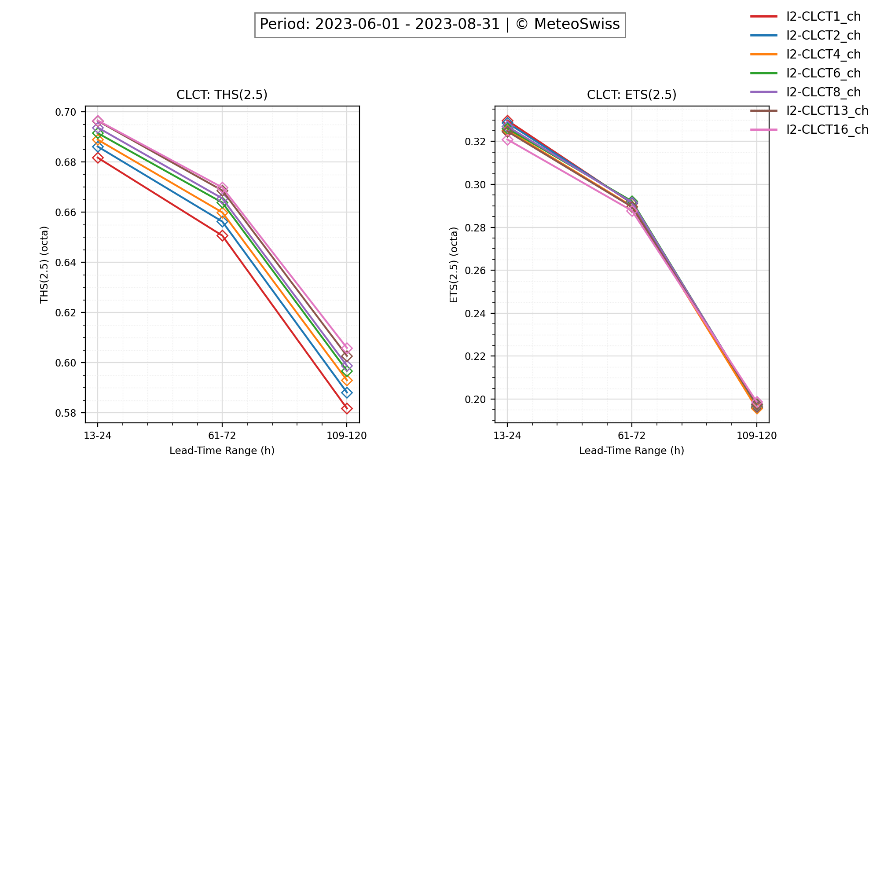 Period: 2023-06-01 - 2023-08-31 | © MeteoSwiss
I2-CLCT1_ch
I2-CLCT2_ch
I2-CLCT4_ch
I2-CLCT6_ch
I2-CLCT8_ch
I2-CLCT13_ch
I2-CLCT16_ch
CLCT: THS(2.5)
THS(2.5) (octa)
0.70
0.68
0.66
0.64
0.62
0.60
0.58
13-24
61-72
109-120
Lead-Time Range (h)
CLCT: ETS(2.5)
ETS(2.5) (octa)
0.32
0.30
0.28
0.26
0.24
0.22
0.20
13-24
61-72
109-120
Lead-Time Range (h)